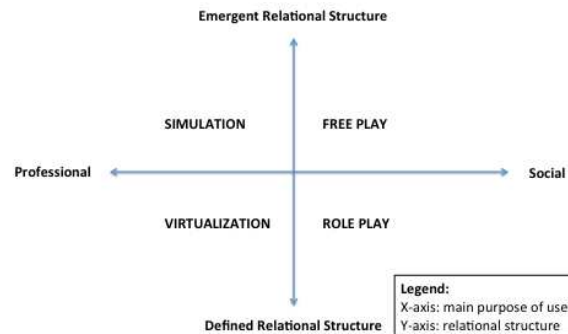 Emergent Relational Structure
SIMULATION FREE PLAY
Professional Social
VIRTUALIZATION ROLE PLAY
Defined Relational Structure
Legend:
X-axis: main purpose of use
Y-axis: relational structure